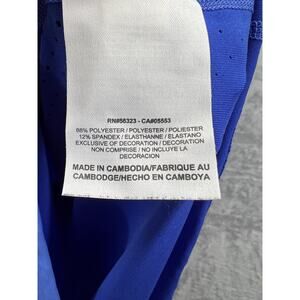 RN#56323 - CA#05553
88% POLYESTER / POLYESTER / POLIESTER
12% SPANDEX / ELASTHANNE / ELASTANO
EXCLUSIVE OF DECORATION / DECORATION
NON COMPRISE / NO INCLUYE LA
DECORACION
MADE IN CAMBODIA/FABRIQUE AU
CAMBODGE/HECHO EN CAMBOYA